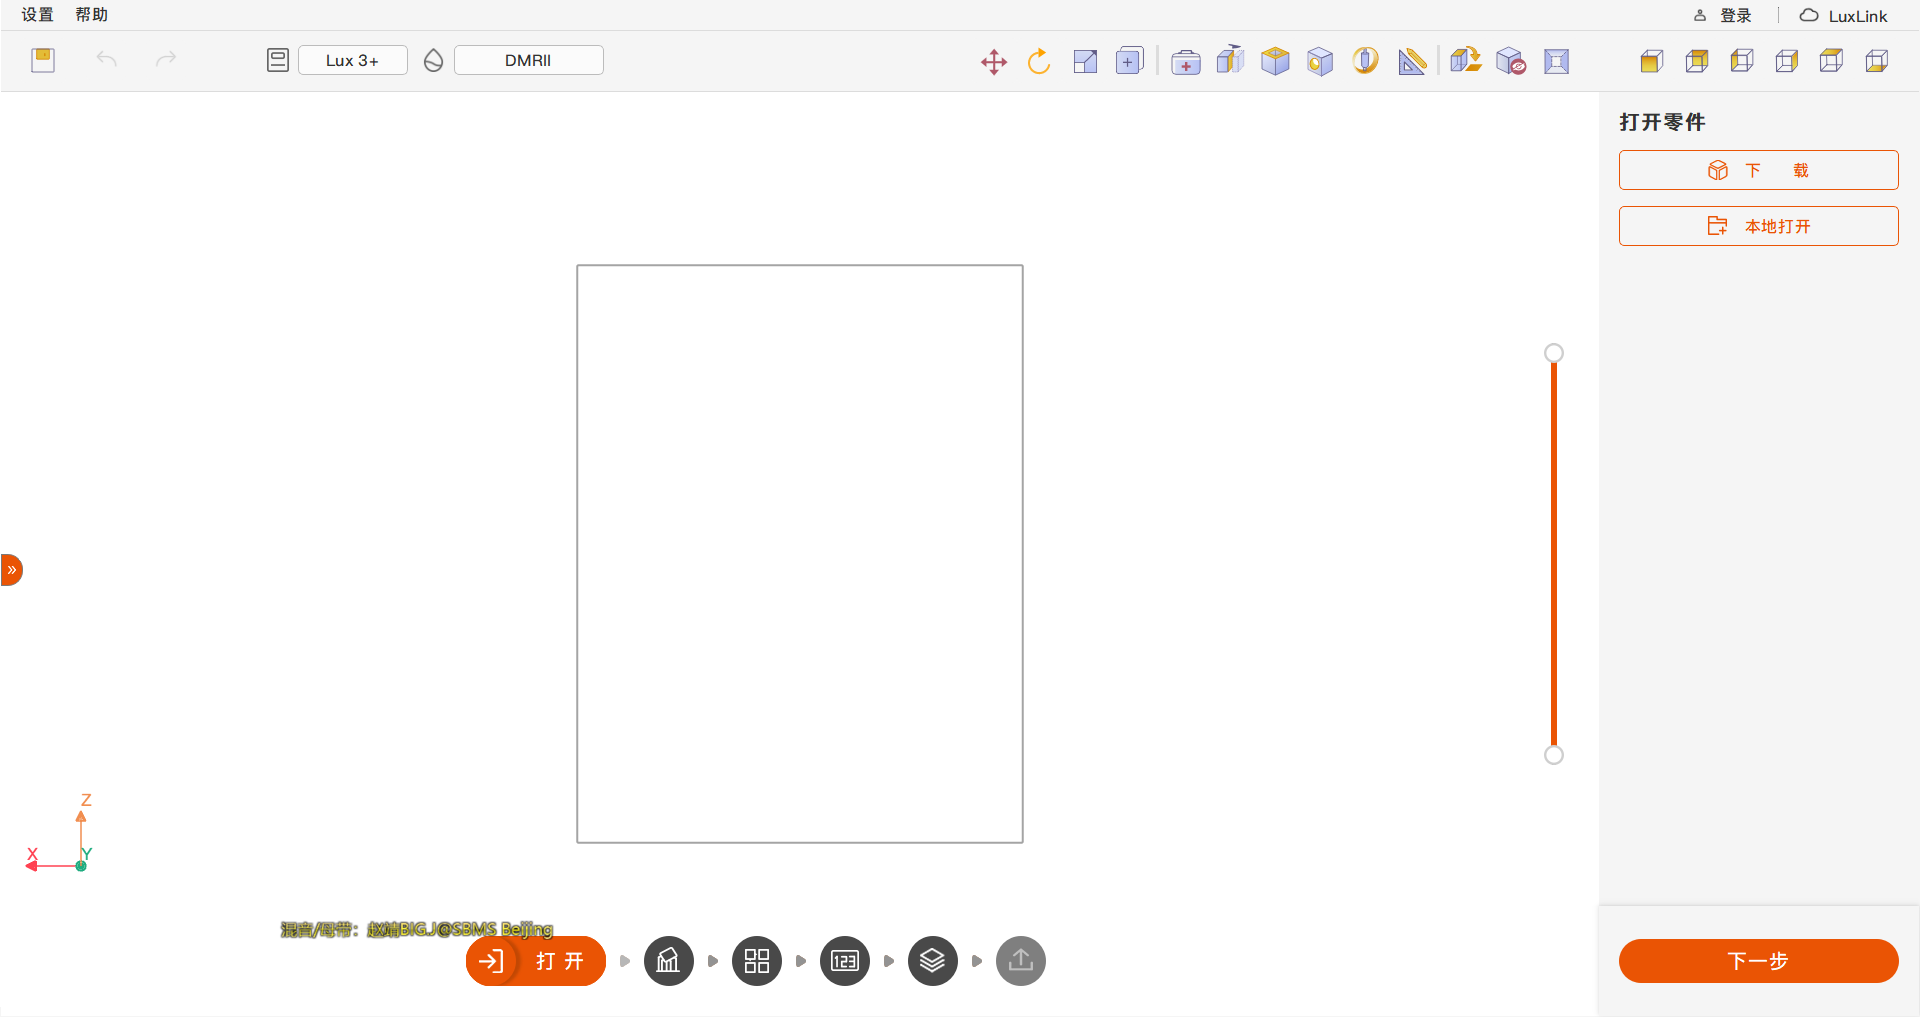 设置 帮助
登录 LuxLink
Lux 3+ DMRII
打开零件
下 载
本地打开
Z
X Y
混音/母带：赵靖BIG.J@SBMS Beijing
打 开
123
下一步